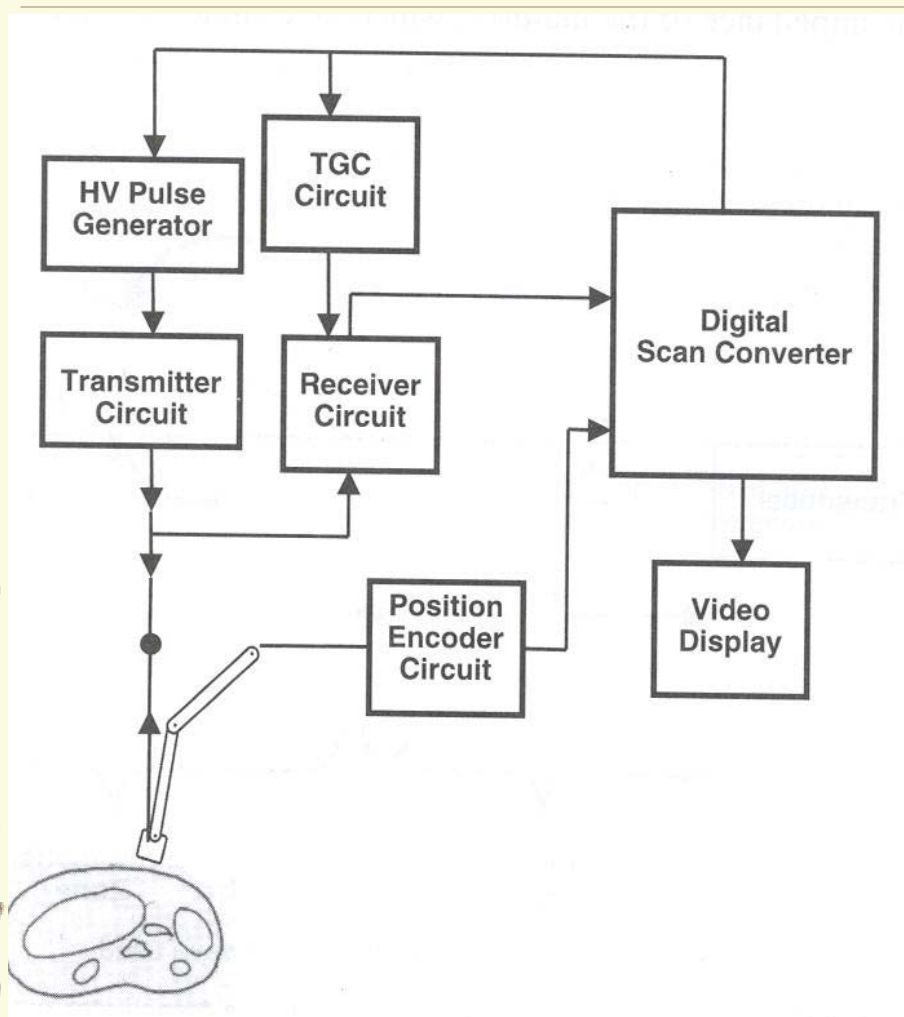 TGC
Circuit
HV Pulse
Generator
Digital
Scan Converter
Transmitter
Circuit
Receiver
Circuit
Position
Encoder
Circuit
Video
Display